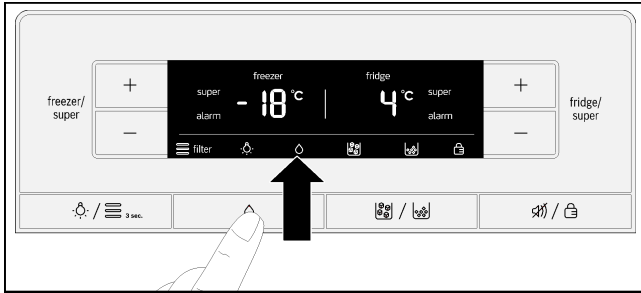 freezer/
super
+
−
freezer
super
alarm
-18 °C
fridge
4 °C
super
alarm
filter
+
−
fridge/
super
/ 3 sec.
/
/